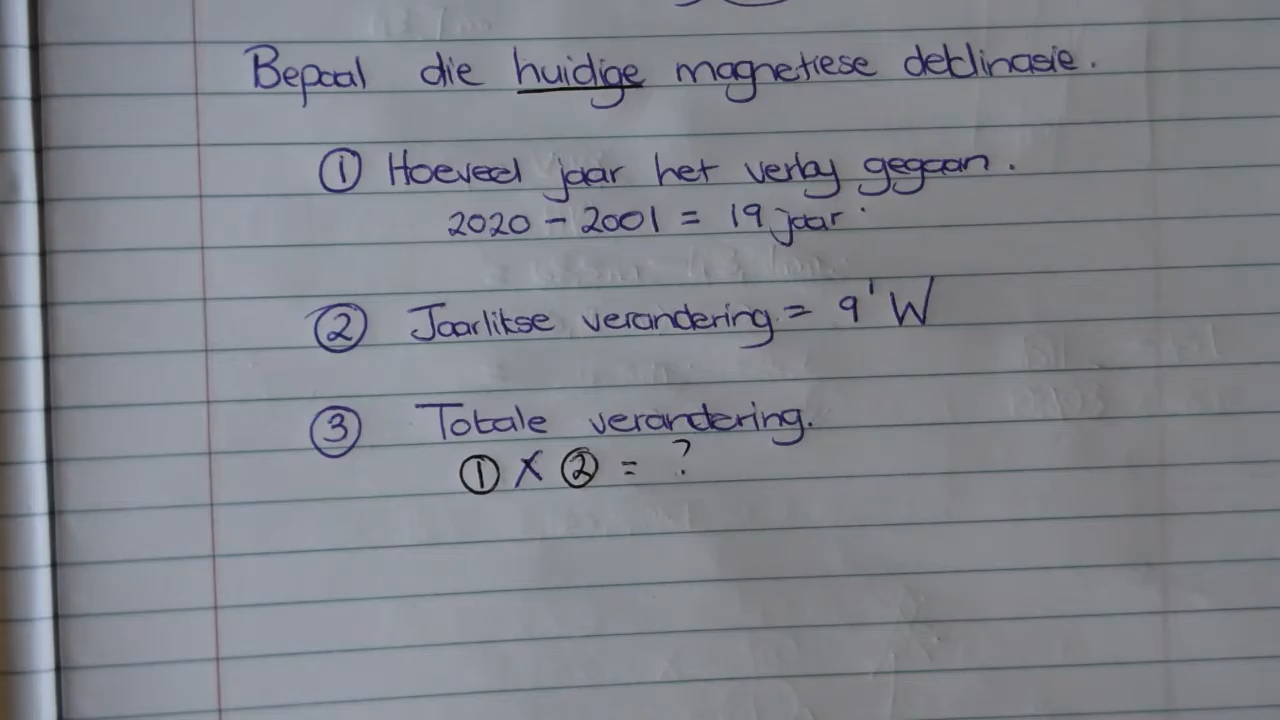 Bepaal die huidige magnetiese deklinasie.
① Hoeveel jaar het verby gegaan.
2020 - 2001 = 19 jaar.
② Jaarlikse verandering = 9' W
③ Totale verandering.
① X ② = ?